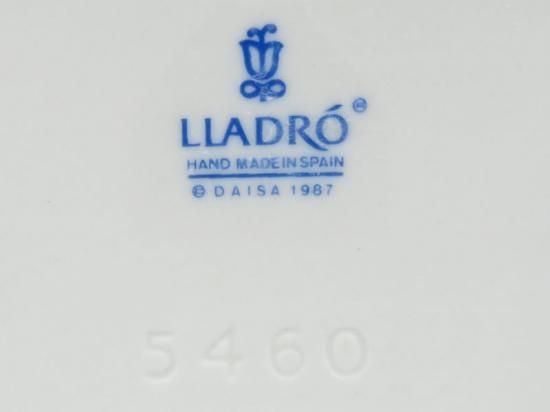 LLADRÓ®
HAND MADE IN SPAIN
© DAISA 1987
5460